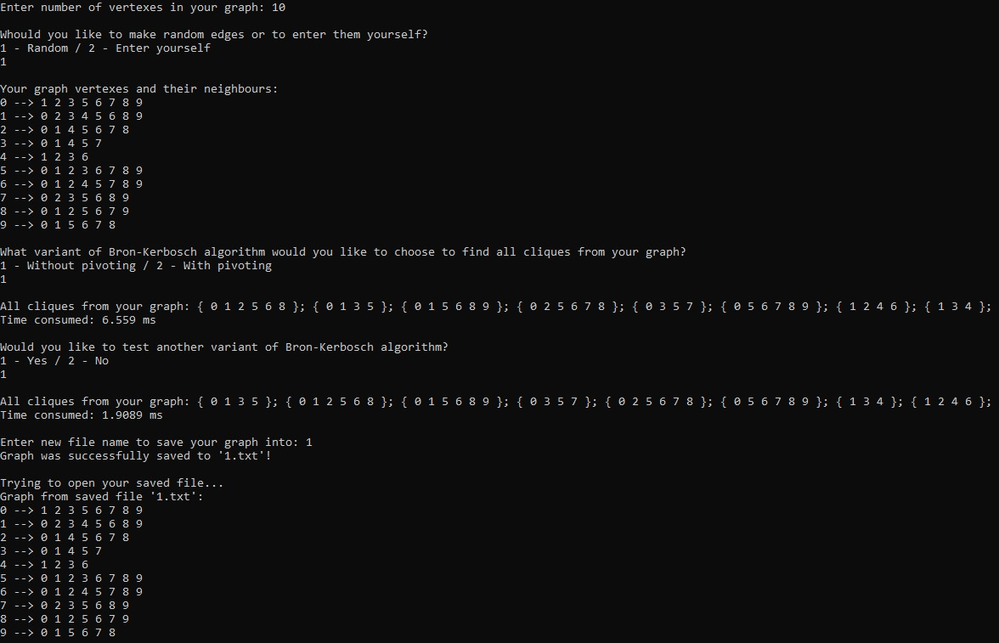 Enter number of vertexes in your graph: 10
Whould you like to make random edges or to enter them yourself?
1 - Random / 2 - Enter yourself
1
Your graph vertexes and their neighbours:
0 --> 1 2 3 5 6 7 8 9
1 --> 0 2 3 4 5 6 8 9
2 --> 0 1 4 5 6 7 8
3 --> 0 1 4 5 7
4 --> 1 2 3 6
5 --> 0 1 2 3 6 7 8 9
6 --> 0 1 2 4 5 7 8 9
7 --> 0 2 3 5 6 8 9
8 --> 0 1 2 5 6 7 9
9 --> 0 1 5 6 7 8
What variant of Bron-Kerbosch algorithm would you like to choose to find all cliques from your graph?
1 - Without pivoting / 2 - With pivoting
1
All cliques from your graph: { 0 1 2 5 6 8 }; { 0 1 3 5 }; { 0 1 5 6 8 9 }; { 0 2 5 6 7 8 }; { 0 3 5 7 }; { 0 5 6 7 8 9 }; { 1 2 4 6 }; { 1 3 4 };
Time consumed: 6.559 ms
Would you like to test another variant of Bron-Kerbosch algorithm?
1 - Yes / 2 - No
1
All cliques from your graph: { 0 1 3 5 }; { 0 1 2 5 6 8 }; { 0 1 5 6 8 9 }; { 0 3 5 7 }; { 0 2 5 6 7 8 }; { 0 5 6 7 8 9 }; { 1 3 4 }; { 1 2 4 6 };
Time consumed: 1.9089 ms
Enter new file name to save your graph into: 1
Graph was successfully saved to '1.txt'!
Trying to open your saved file...
Graph from saved file '1.txt':
0 --> 1 2 3 5 6 7 8 9
1 --> 0 2 3 4 5 6 8 9
2 --> 0 1 4 5 6 7 8
3 --> 0 1 4 5 7
4 --> 1 2 3 6
5 --> 0 1 2 3 6 7 8 9
6 --> 0 1 2 4 5 7 8 9
7 --> 0 2 3 5 6 8 9
8 --> 0 1 2 5 6 7 9
9 --> 0 1 5 6 7 8